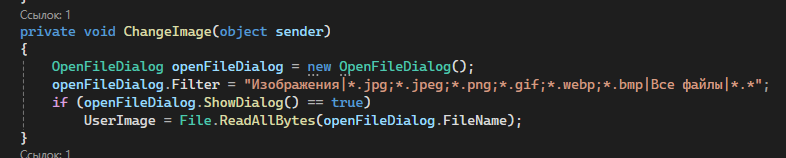 Ссылок: 1
private void ChangeImage(object sender)
{
OpenFileDialog openFileDialog = new OpenFileDialog();
openFileDialog.Filter = "Изображения|*.jpg;*.jpeg;*.png;*.gif;*.webp;*.bmp|Все файлы|*.*";
if (openFileDialog.ShowDialog() == true)
UserImage = File.ReadAllBytes(openFileDialog.FileName);
}
Ссылок: 1